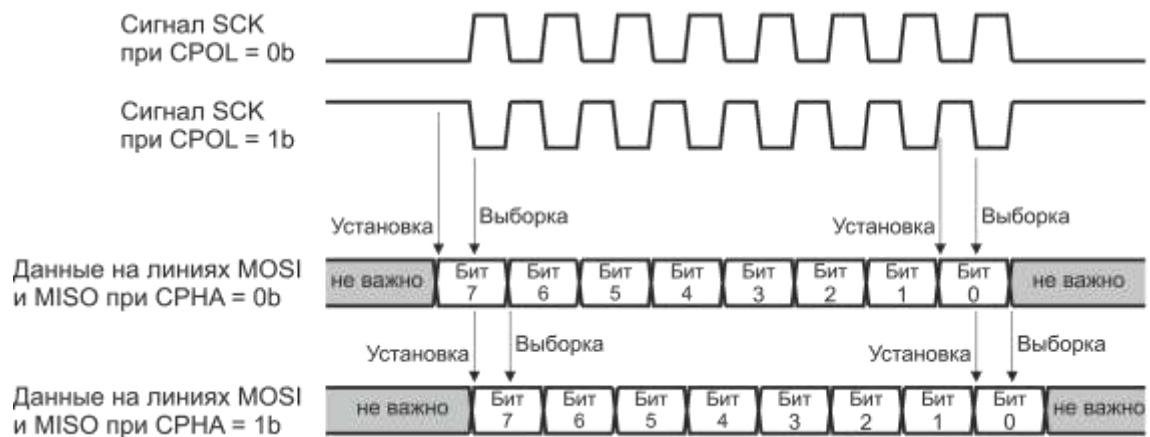 Сигнал SCK
при CPOL = 0b
Сигнал SCK
при CPOL = 1b
Установка
Выборка
Установка
Выборка
Данные на линиях MOSI
и MISO при CPHA = 0b
не важно
Бит
7
Бит
6
Бит
5
Бит
4
Бит
3
Бит
2
Бит
1
Бит
0
не важно
Установка
Выборка
Установка
Выборка
Данные на линиях MOSI
и MISO при CPHA = 1b
не важно
Бит
7
Бит
6
Бит
5
Бит
4
Бит
3
Бит
2
Бит
1
Бит
0
не важно